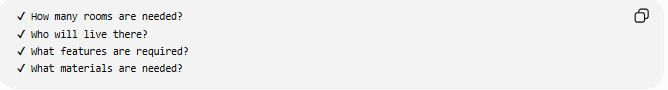 ✓ How many rooms are needed?
✓ Who will live there?
✓ What features are required?
✓ What materials are needed?